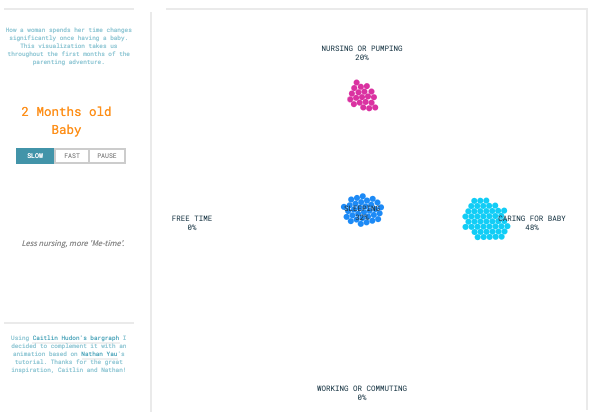 How a woman spends her time changes
significantly once having a baby.
This visualization takes us
throughout the first months of the
parenting adventure.
2 Months old
Baby
SLOW
FAST
PAUSE
Less nursing, more 'Me-time'.
Using Caitlin Hudon's bargraph I
decided to complement it with an
animation based on Nathan Yau's
tutorial. Thanks for the great
inspiration, Caitlin and Nathan!
NURSING OR PUMPING
20%
FREE TIME
0%
CARING FOR BABY
48%
WORKING OR COMMUTING
0%